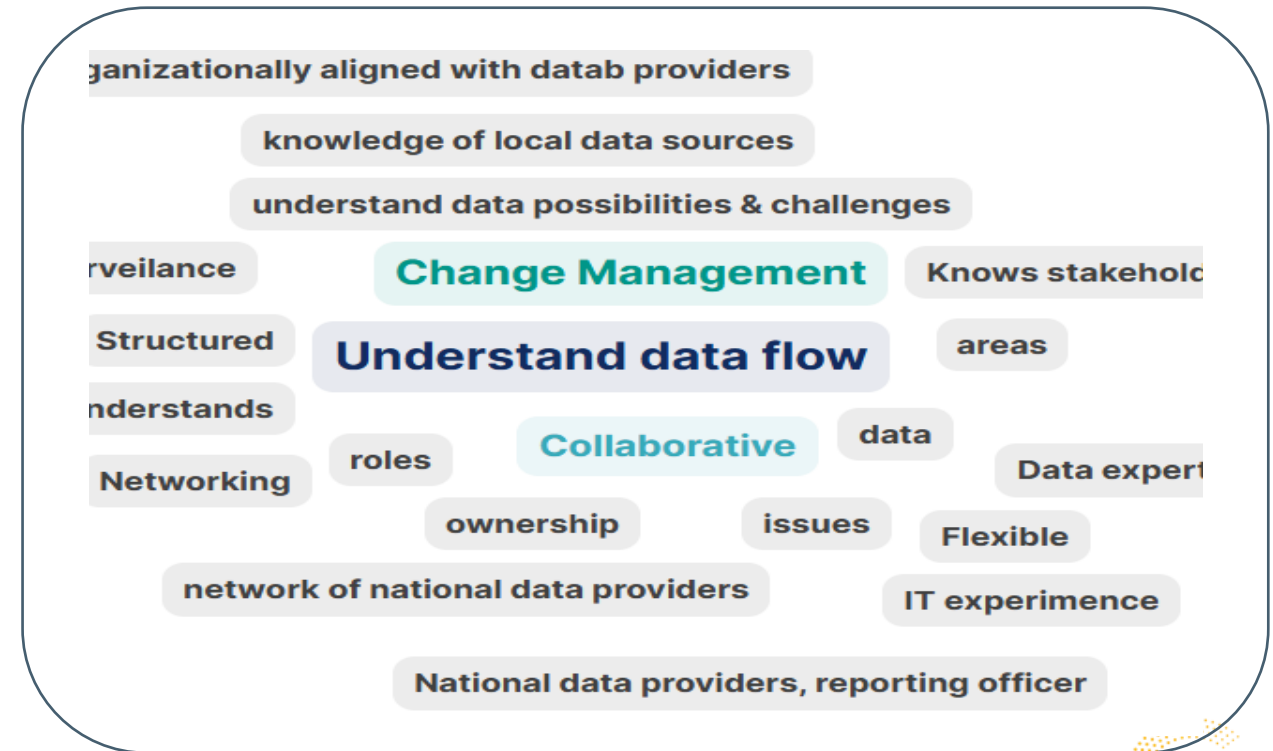 ganizationally aligned with datab providers
knowledge of local data sources
understand data possibilities & challenges
rveilance
Change Management
Knows stakehold
Structured
Understand data flow
areas
nderstands
Collaborative
data
roles
Data expert
Networking
ownership
issues
Flexible
network of national data providers
IT experimence
National data providers, reporting officer